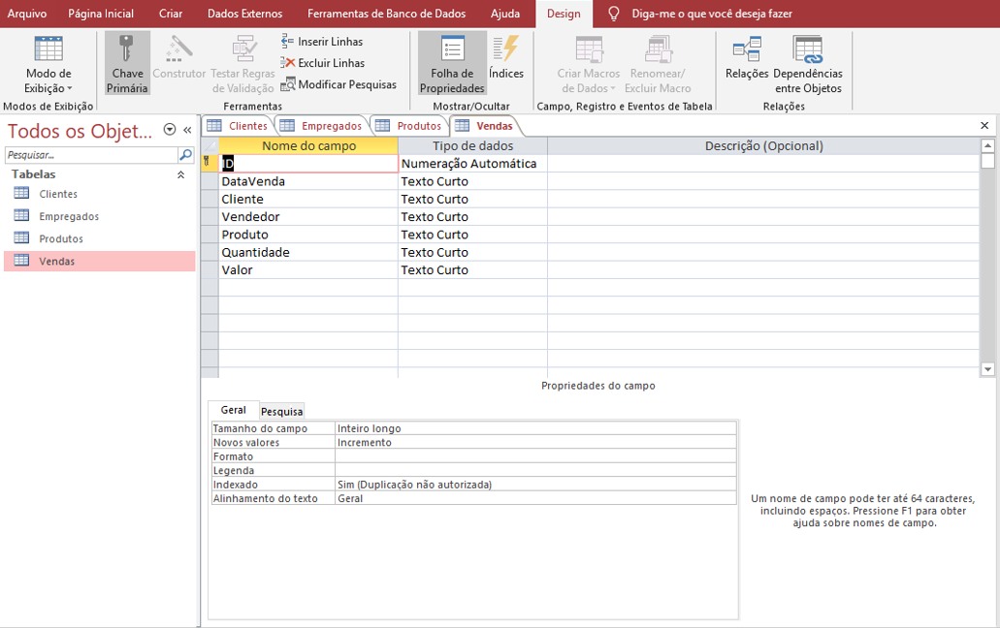 Arquivo Página Inicial Criar Dados Externos Ferramentas de Banco de Dados Ajuda Design Diga-me o que você deseja fazer
Modo de Exibição
Modos de Exibição
Chave Primária
Construtor
Testar Regras de Validação
Inserir Linhas
Excluir Linhas
Modificar Pesquisas
Ferramentas
Folha de Propriedades
Índices
Mostrar/Ocultar
Criar Macros de Dados
Renomear/ Excluir Macro
Campo, Registro e Eventos de Tabela
Relações
Dependências entre Objetos
Relações
Todos os Objet... «
Pesquisar...
Tabelas
Clientes
Empregados
Produtos
Vendas
Clientes Empregados Produtos Vendas
Nome do campo Tipo de dados Descrição (Opcional)
ID Numeração Automática
DataVenda Texto Curto
Cliente Texto Curto
Vendedor Texto Curto
Produto Texto Curto
Quantidade Texto Curto
Valor Texto Curto
Propriedades do campo
Geral Pesquisa
Tamanho do campo Inteiro longo
Novos valores Incremento
Formato
Legenda
Indexado Sim (Duplicação não autorizada)
Alinhamento do texto Geral
Um nome de campo pode ter até 64 caracteres,
incluindo espaços. Pressione F1 para obter
ajuda sobre nomes de campo.